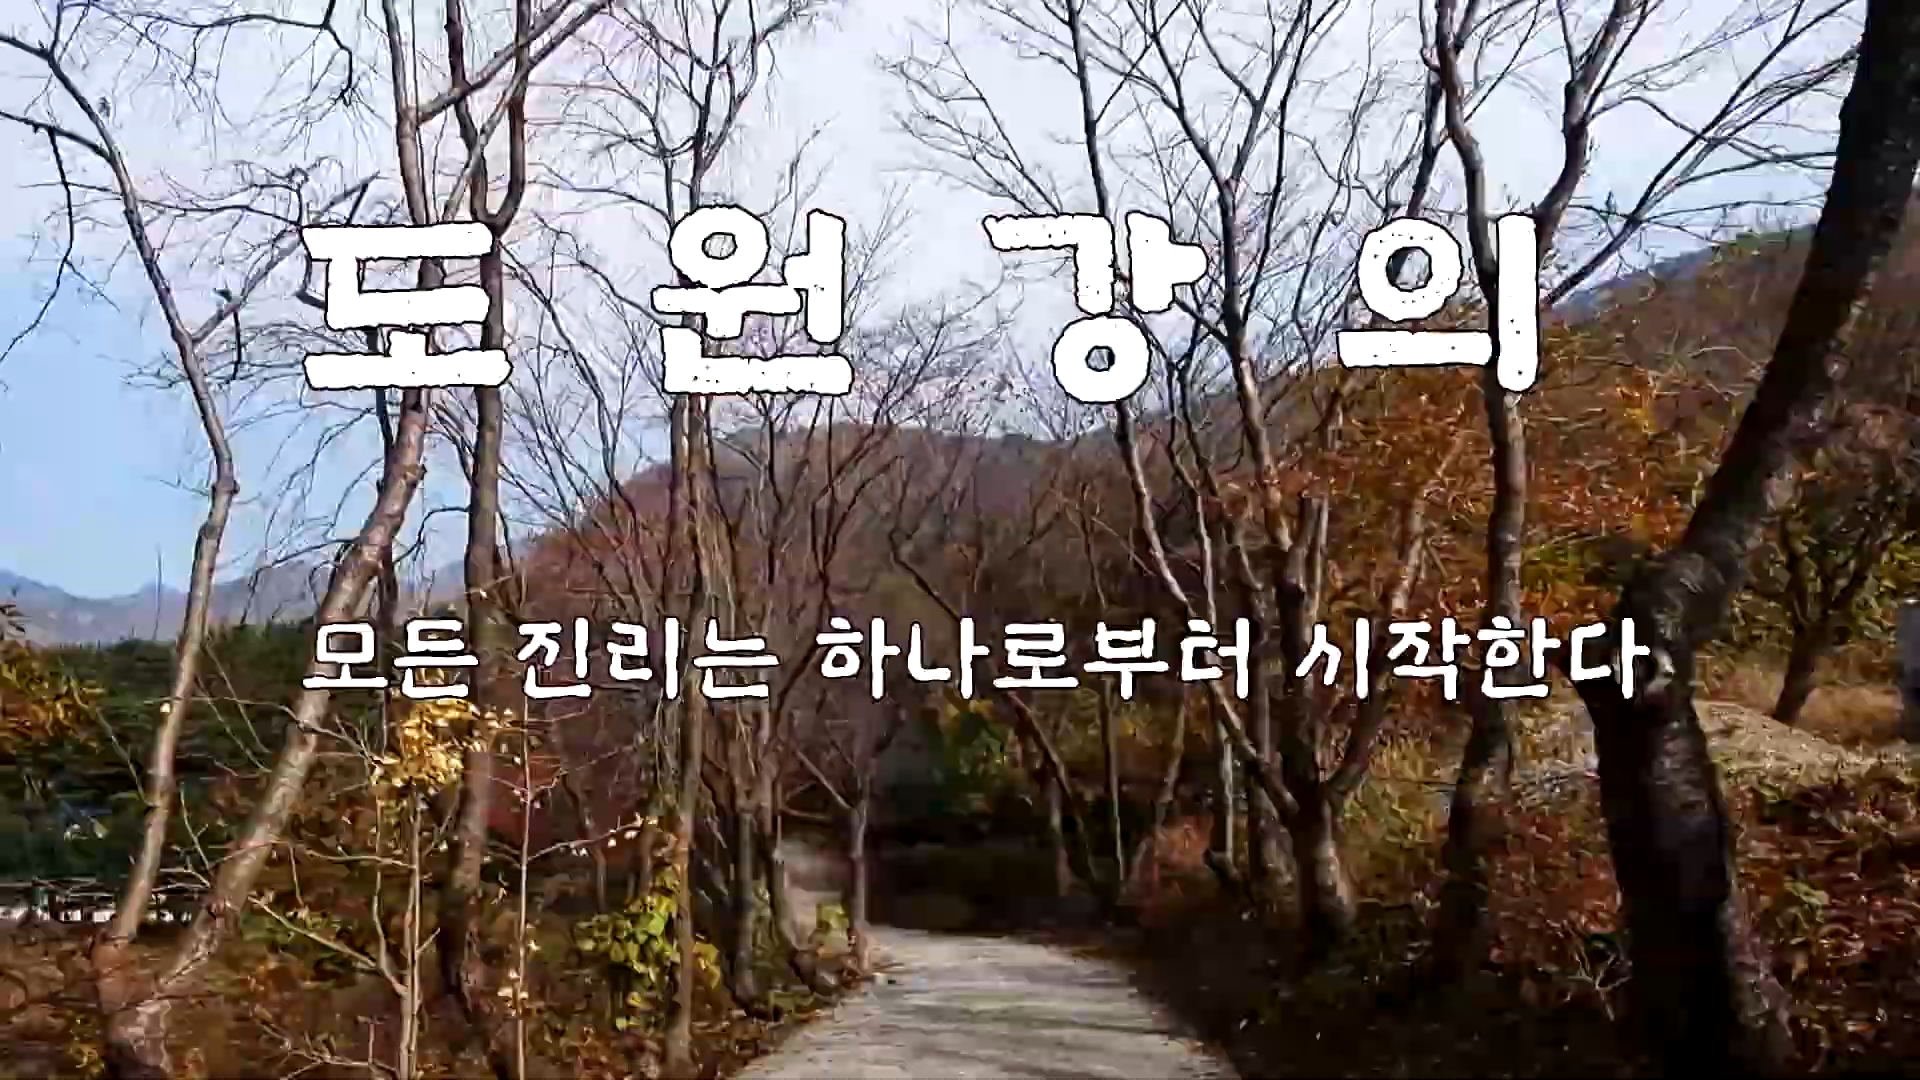 도 원 강 의
모든 진리는 하나로부터 시작한다